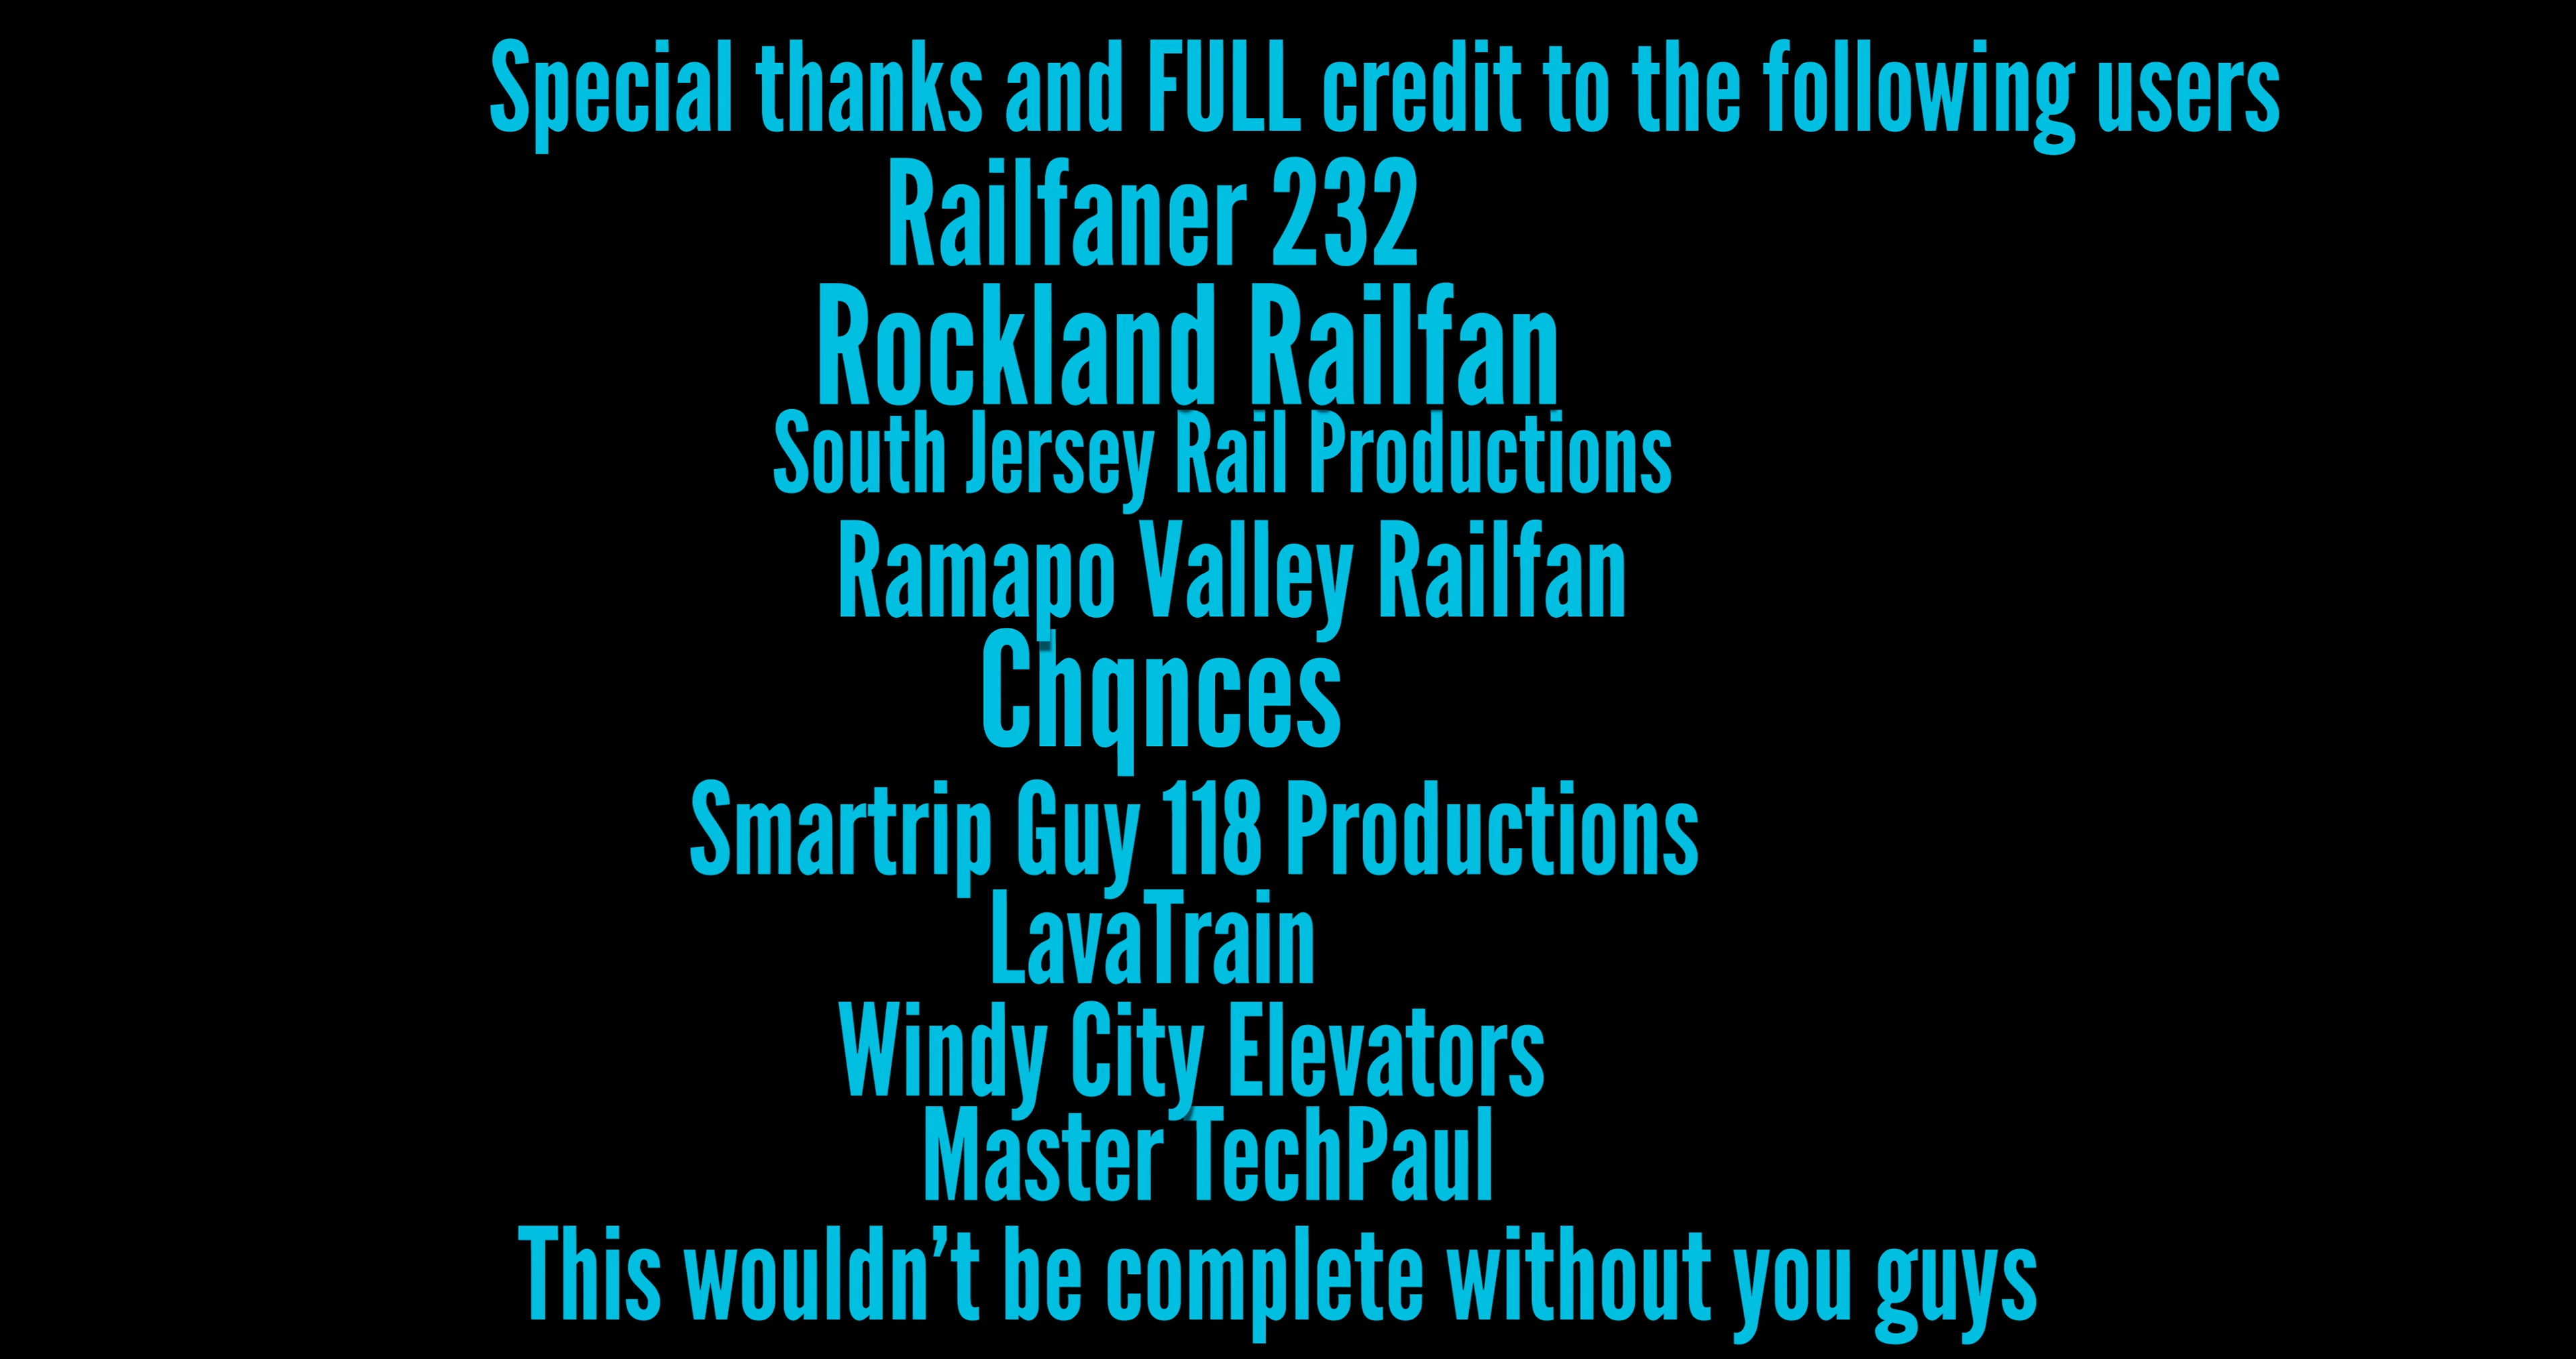 Special thanks and FULL credit to the following users
Railfaner 232
Rockland Railfan
South Jersey Rail Productions
Ramapo Valley Railfan
Chqnces
Smartrip Guy 118 Productions
LavaTrain
Windy City Elevators
Master TechPaul
This wouldn’t be complete without you guys